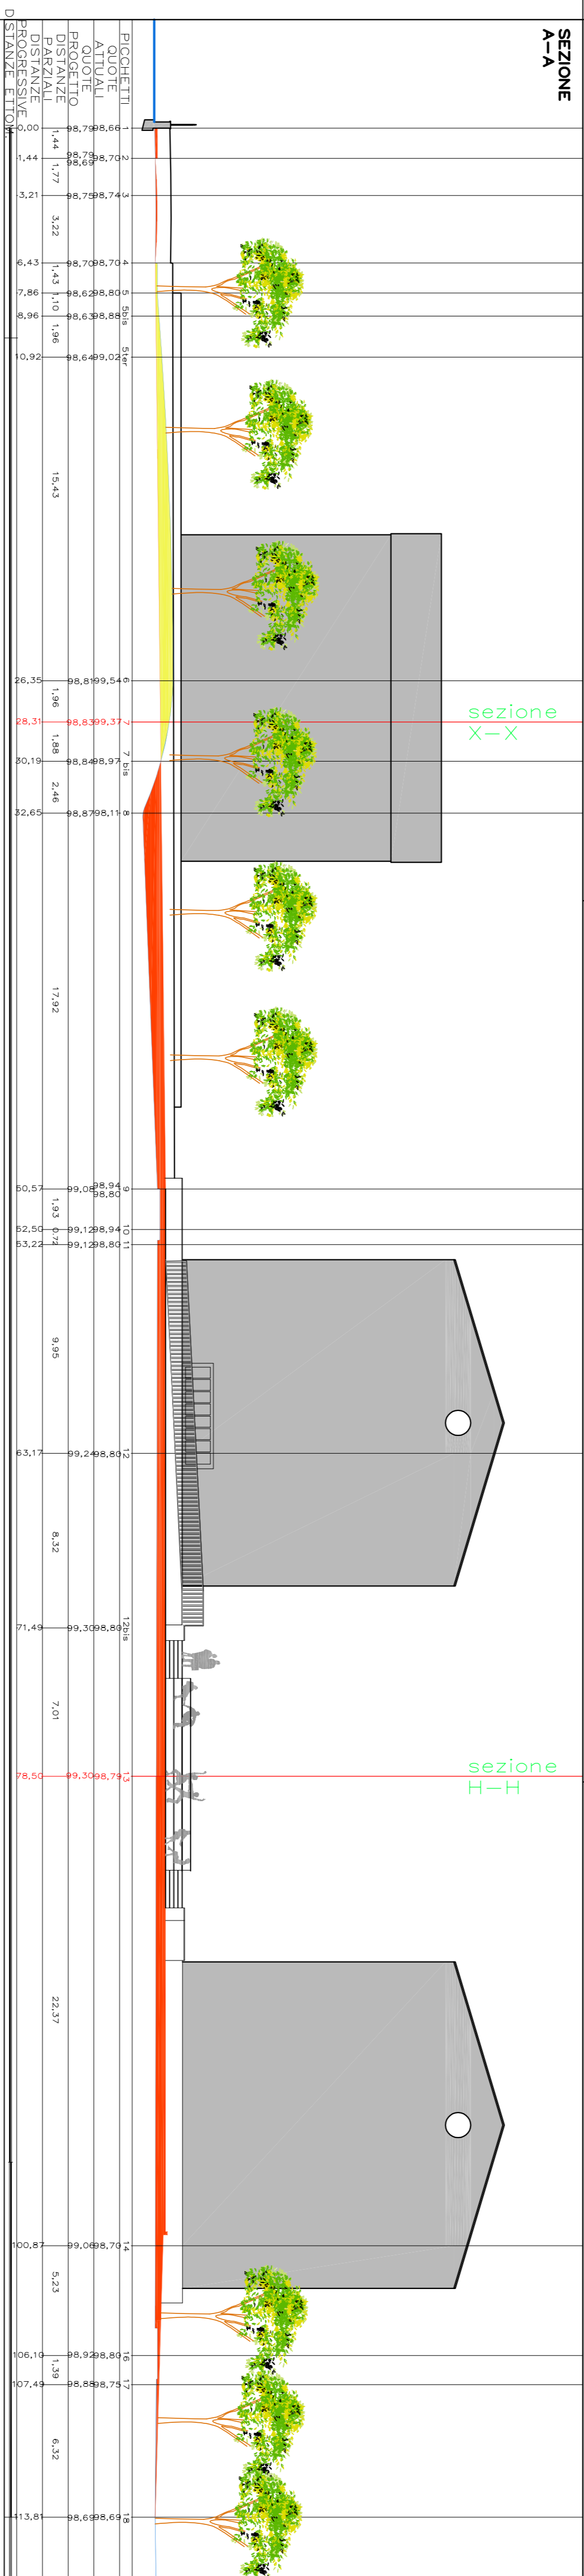 SEZIONE
A-A
sezione
X-X
sezione
H-H
PICCHETTI 1 2 3 4 5 5bis 5ter 6 7 7 bis 8 9 10 11 12 12bis 13 14 16 17 18
QUOTE
ATTUALI 98,66 98,70 98,74 98,70 98,80 98,88 99,02 99,54 99,37 98,97 98,11 98,94 98,80 98,94 98,80 98,80 98,80 98,79 98,70 98,80 98,75 98,69
QUOTE
PROGETTO 98,79 98,79 98,69 98,75 98,70 98,62 98,63 98,64 98,81 98,83 98,84 98,87 99,08 99,12 99,12 99,24 99,30 99,30 99,06 98,92 98,88 98,69
DISTANZE
PARZIALI 1,44 1,77 3,22 1,43 1,10 1,96 15,43 1,96 1,88 2,46 17,92 1,93 0,72 9,95 8,32 7,01 22,37 5,23 1,39 6,32
DISTANZE
PROGRESSIVE 0,00 1,44 3,21 6,43 7,86 8,96 10,92 26,35 28,31 30,19 32,65 50,57 52,50 53,22 63,17 71,49 78,50 100,87 106,10 107,49 113,81
DISTANZE ETTOM.